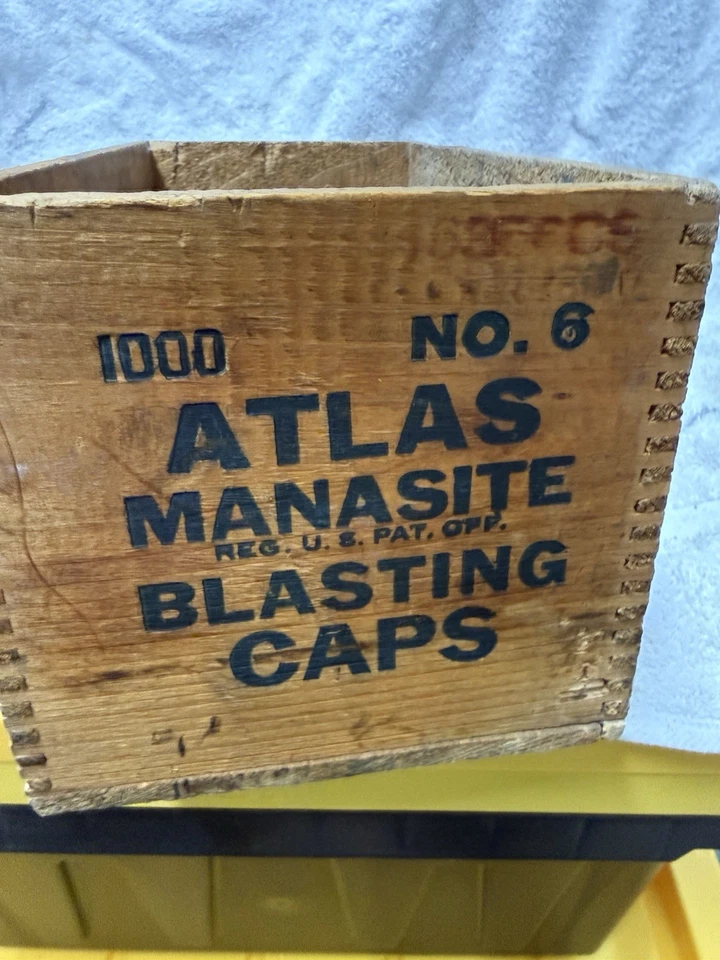 1000 NO. 6
ATLAS
MANASITE
REG. U. S. PAT. OFF.
BLASTING
CAPS